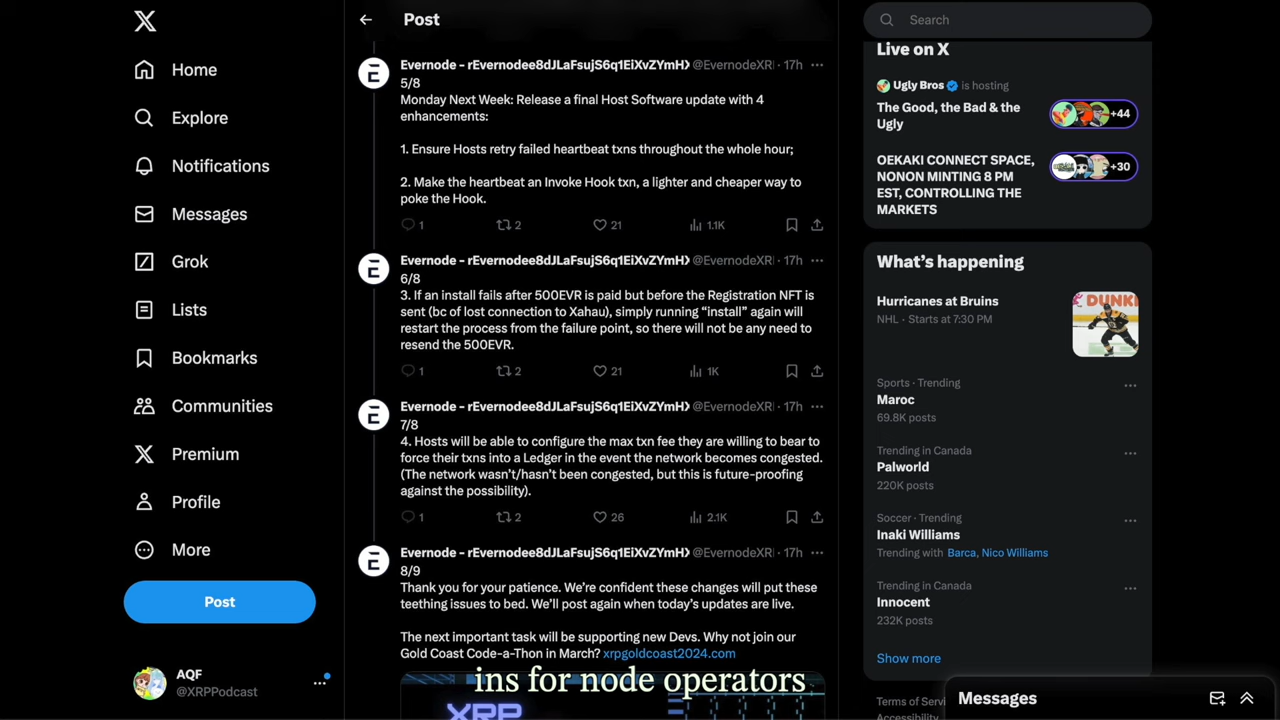 Home
Explore
Notifications
Messages
Grok
Lists
Bookmarks
Communities
Premium
Profile
More
Post
AQF
@XRPPodcast
Post
Evernode - rEvernodee8dJLaFsujS6q1EiXvZYmHX @EvernodeXR · 17h
5/8
Monday Next Week: Release a final Host Software update with 4
enhancements:
1. Ensure Hosts retry failed heartbeat txns throughout the whole hour;
2. Make the heartbeat an Invoke Hook txn, a lighter and cheaper way to
poke the Hook.
1 2 21 1.1K
Evernode - rEvernodee8dJLaFsujS6q1EiXvZYmHX @EvernodeXR · 17h
6/8
3. If an install fails after 500EVR is paid but before the Registration NFT is
sent (bc of lost connection to Xahau), simply running “install” again will
restart the process from the failure point, so there will not be any need to
resend the 500EVR.
1 2 21 1K
Evernode - rEvernodee8dJLaFsujS6q1EiXvZYmHX @EvernodeXR · 17h
7/8
4. Hosts will be able to configure the max txn fee they are willing to bear to
force their txns into a Ledger in the event the network becomes congested.
(The network wasn’t/hasn’t been congested, but this is future-proofing
against the possibility).
1 2 26 2.1K
Evernode - rEvernodee8dJLaFsujS6q1EiXvZYmHX @EvernodeXR · 17h
8/9
Thank you for your patience. We’re confident these changes will put these
teething issues to bed. We’ll post again when today’s updates are live.
The next important task will be supporting new Devs. Why not join our
Gold Coast Code-a-Thon in March? xrpgoldcoast2024.com
XRP
ins for node operators
Search
Live on X
Ugly Bros is hosting
The Good, the Bad & the
Ugly
+44
OEKAKI CONNECT SPACE,
NONON MINTING 8 PM
EST, CONTROLLING THE
MARKETS
+30
What’s happening
Hurricanes at Bruins
NHL · Starts at 7:30 PM
Sports · Trending
Maroc
69.8K posts
Trending in Canada
Palworld
220K posts
Soccer · Trending
Inaki Williams
Trending with Barca, Nico Williams
Trending in Canada
Innocent
232K posts
Show more
Terms of Servi
Messages